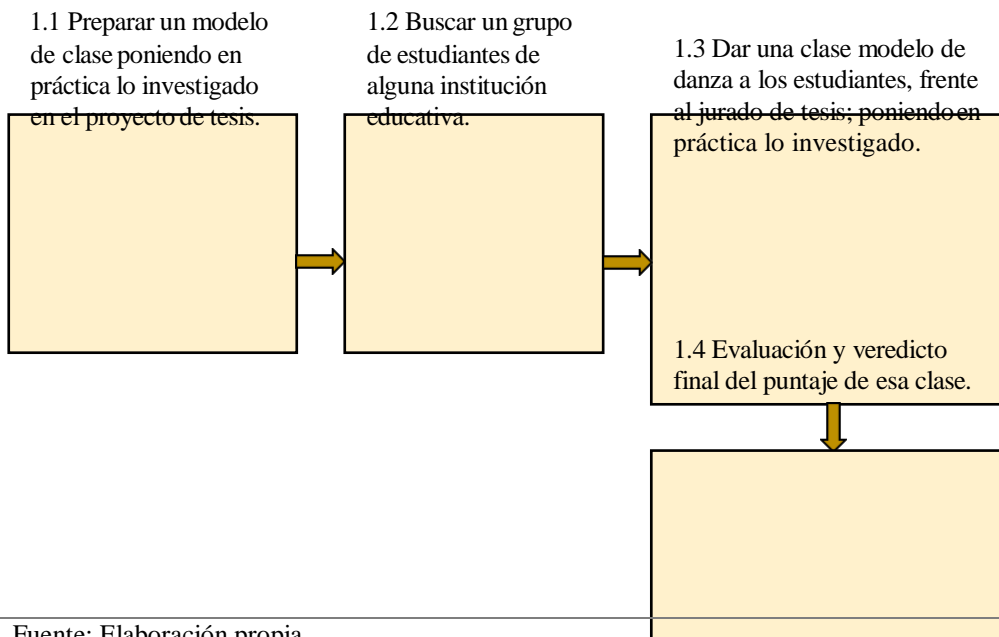 1.1 Preparar un modelo
de clase poniendo en
práctica lo investigado
en el proyecto de tesis.
1.2 Buscar un grupo
de estudiantes de
alguna institución
educativa.
1.3 Dar una clase modelo de
danza a los estudiantes, frente
al jurado de tesis; poniendo en
práctica lo investigado.
1.4 Evaluación y veredicto
final del puntaje de esa clase.
Fuente: Elaboración propia